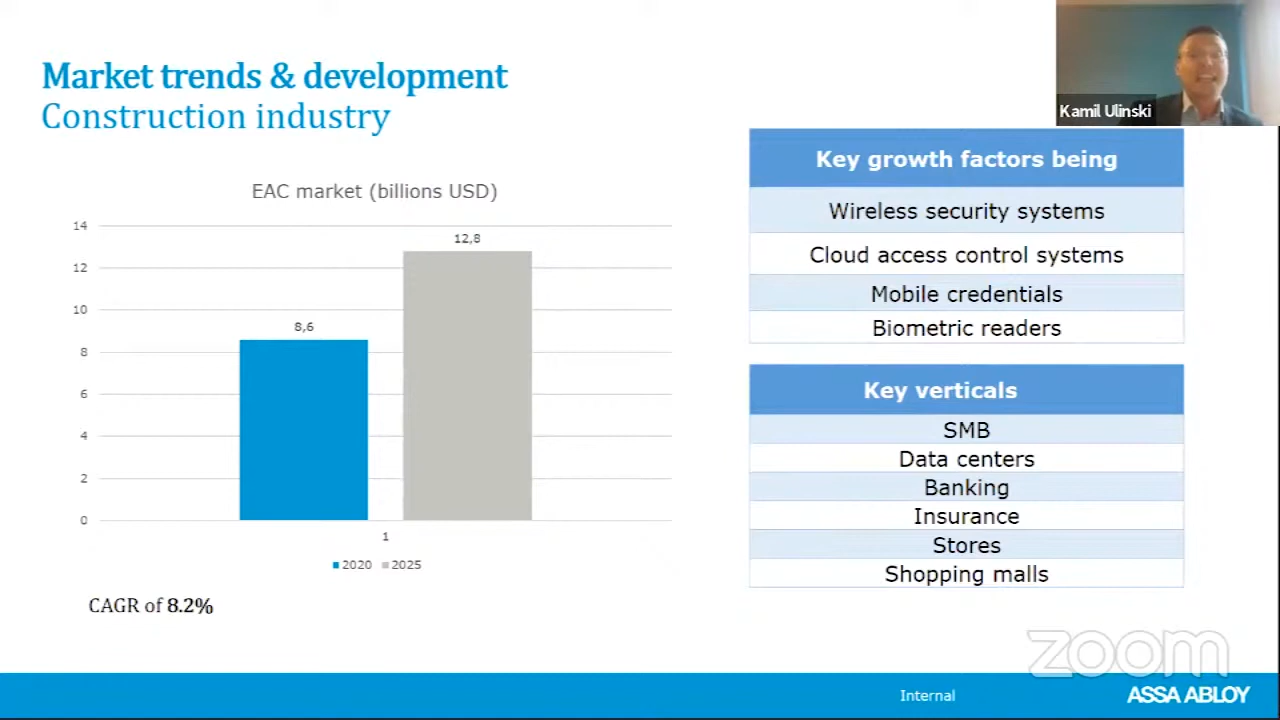 Market trends & development
Construction industry
Kamil Ulinski
EAC market (billions USD)
14
12
10
8
6
4
2
0
8,6
12,8
1
2020 2025
CAGR of 8.2%
Key growth factors being
Wireless security systems
Cloud access control systems
Mobile credentials
Biometric readers
Key verticals
SMB
Data centers
Banking
Insurance
Stores
Shopping malls
zoom
Internal
ASSA ABLOY